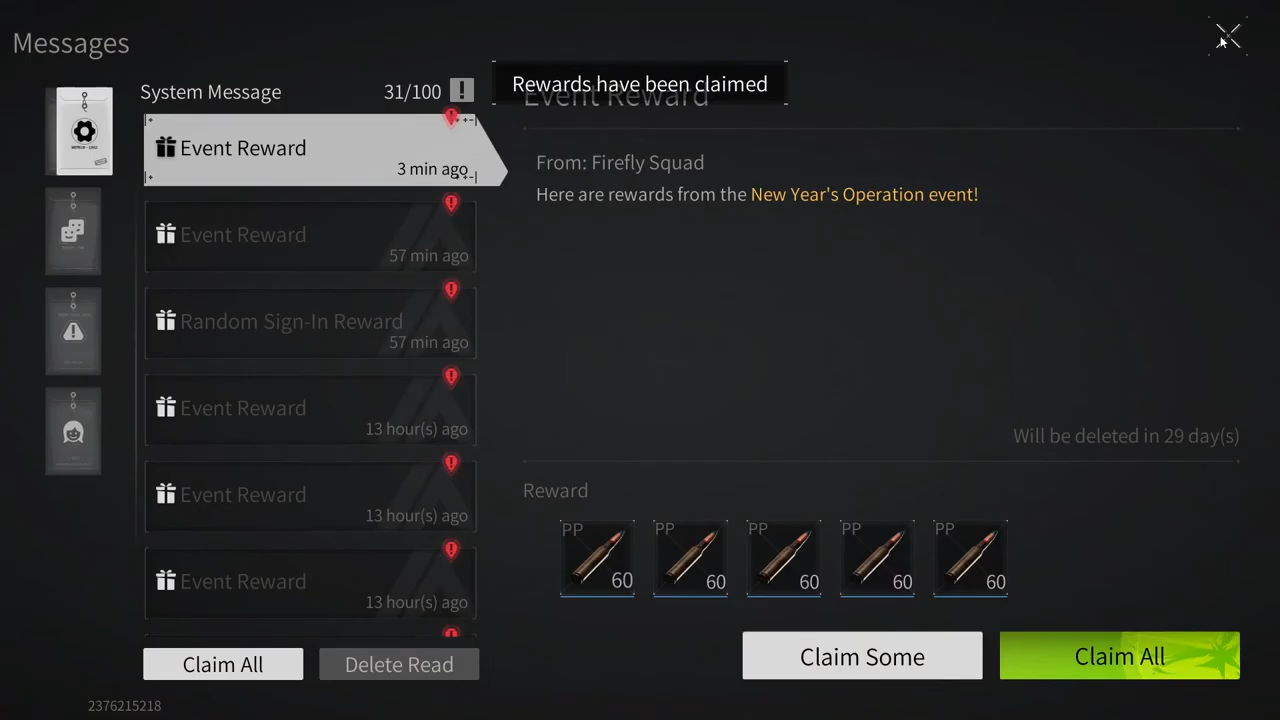 Messages
System Message
31/100
Rewards have been claimed
Event Reward
Event Reward
3 min ago
From: Firefly Squad
Here are rewards from the New Year's Operation event!
Event Reward
57 min ago
Random Sign-In Reward
57 min ago
Event Reward
13 hour(s) ago
Will be deleted in 29 day(s)
Event Reward
13 hour(s) ago
Reward
PP
60
PP
60
PP
60
PP
60
PP
60
Event Reward
13 hour(s) ago
Claim All
Delete Read
Claim Some
Claim All
2376215218